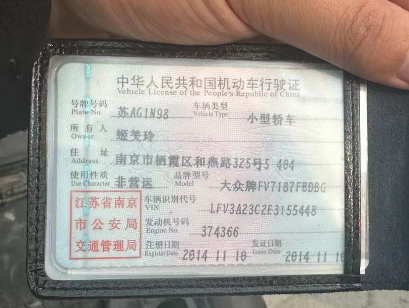 中华人民共和国机动车行驶证
Vehicle License of the People's Republic of China
号牌号码 苏AG1N98 车辆类型 小型轿车
Plate No. Vehicle Type
所有人 姬芙玲
Owner
住址 南京市栖霞区和燕路325号5 404
Address
使用性质 非营运 品牌型号 大众牌FV7187FBDBG
Use Character Model
车辆识别代号 LFV3A23C2E3155448
VIN
发动机号码 374366
Engine No.
注册日期 2014 11 10 发证日期 2014 11
Register Date Issue Date
江苏省南京
市公安局
交通管理局